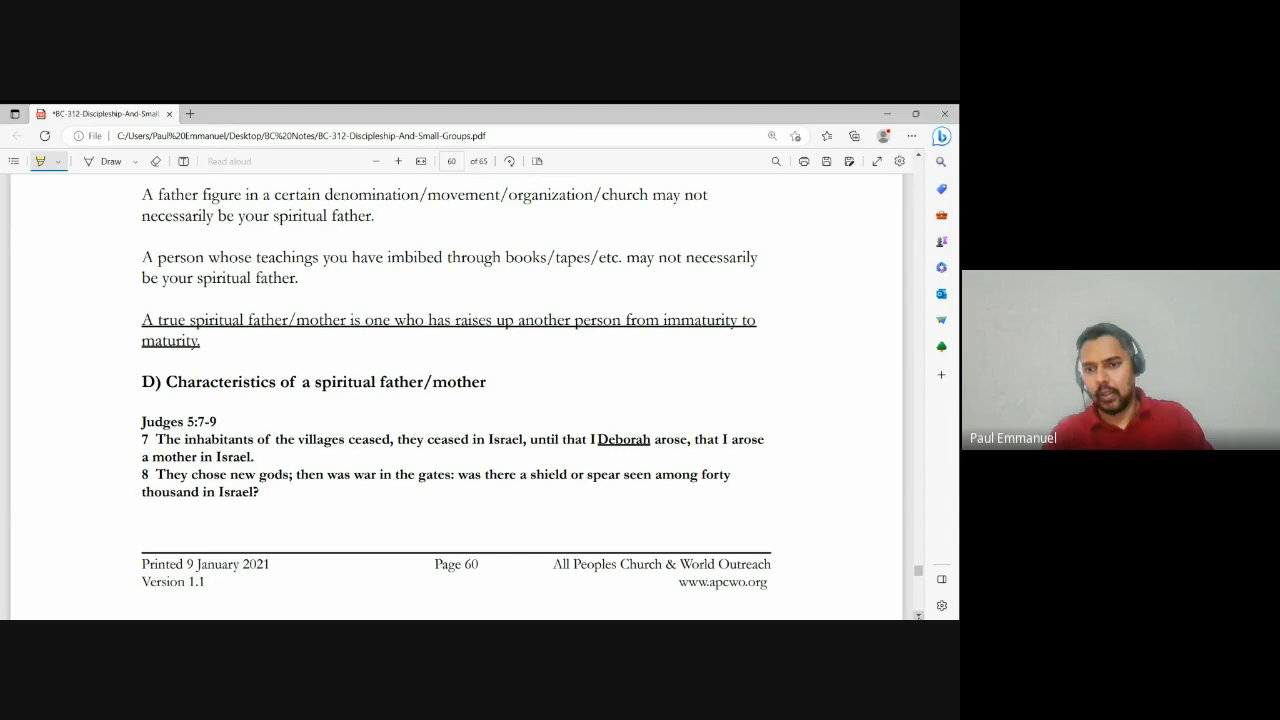 *BC-312-Discipleship-And-Small
File
C:/Users/Paul%20Emmanuel/Desktop/BC%20Notes/BC-312-Discipleship-And-Small-Groups.pdf
Draw
Read aloud
60
of 65
A father figure in a certain denomination/movement/organization/church may not
necessarily be your spiritual father.
A person whose teachings you have imbibed through books/tapes/etc. may not necessarily
be your spiritual father.
A true spiritual father/mother is one who has raises up another person from immaturity to
maturity.
D) Characteristics of a spiritual father/mother
Judges 5:7-9
7 The inhabitants of the villages ceased, they ceased in Israel, until that I Deborah arose, that I arose
a mother in Israel.
8 They chose new gods; then was war in the gates: was there a shield or spear seen among forty
thousand in Israel?
Printed 9 January 2021 Page 60 All Peoples Church & World Outreach
Version 1.1 www.apcwo.org
Paul Emmanuel